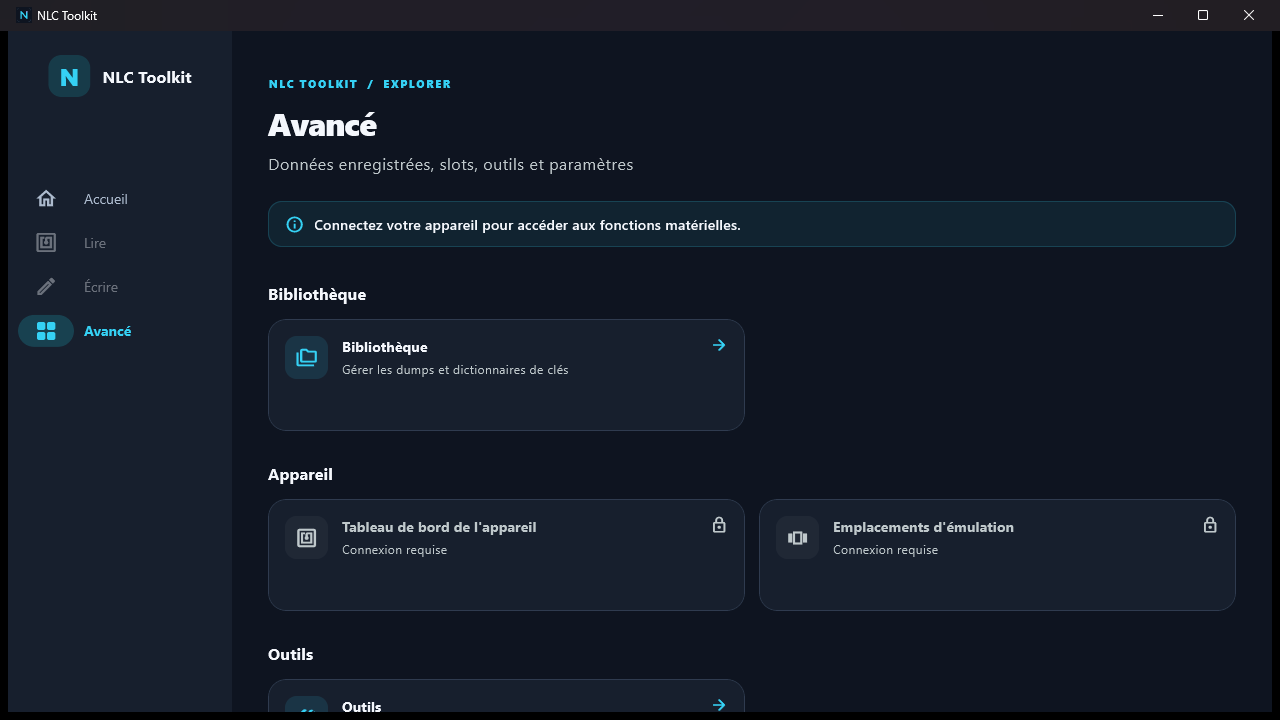 N NLC Toolkit
N NLC Toolkit
Accueil
Lire
Écrire
Avancé
NLC TOOLKIT / EXPLORER
Avancé
Données enregistrées, slots, outils et paramètres
Connectez votre appareil pour accéder aux fonctions matérielles.
Bibliothèque
Bibliothèque
Gérer les dumps et dictionnaires de clés
Appareil
Tableau de bord de l'appareil
Connexion requise
Emplacements d'émulation
Connexion requise
Outils
Outils